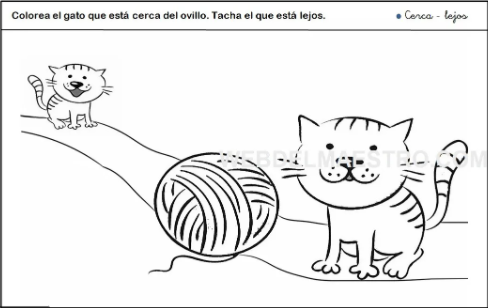 Colorea el gato que está cerca del ovillo. Tacha el que está lejos.
• Cerca - lejos
WEBDELMAESTRO.COM